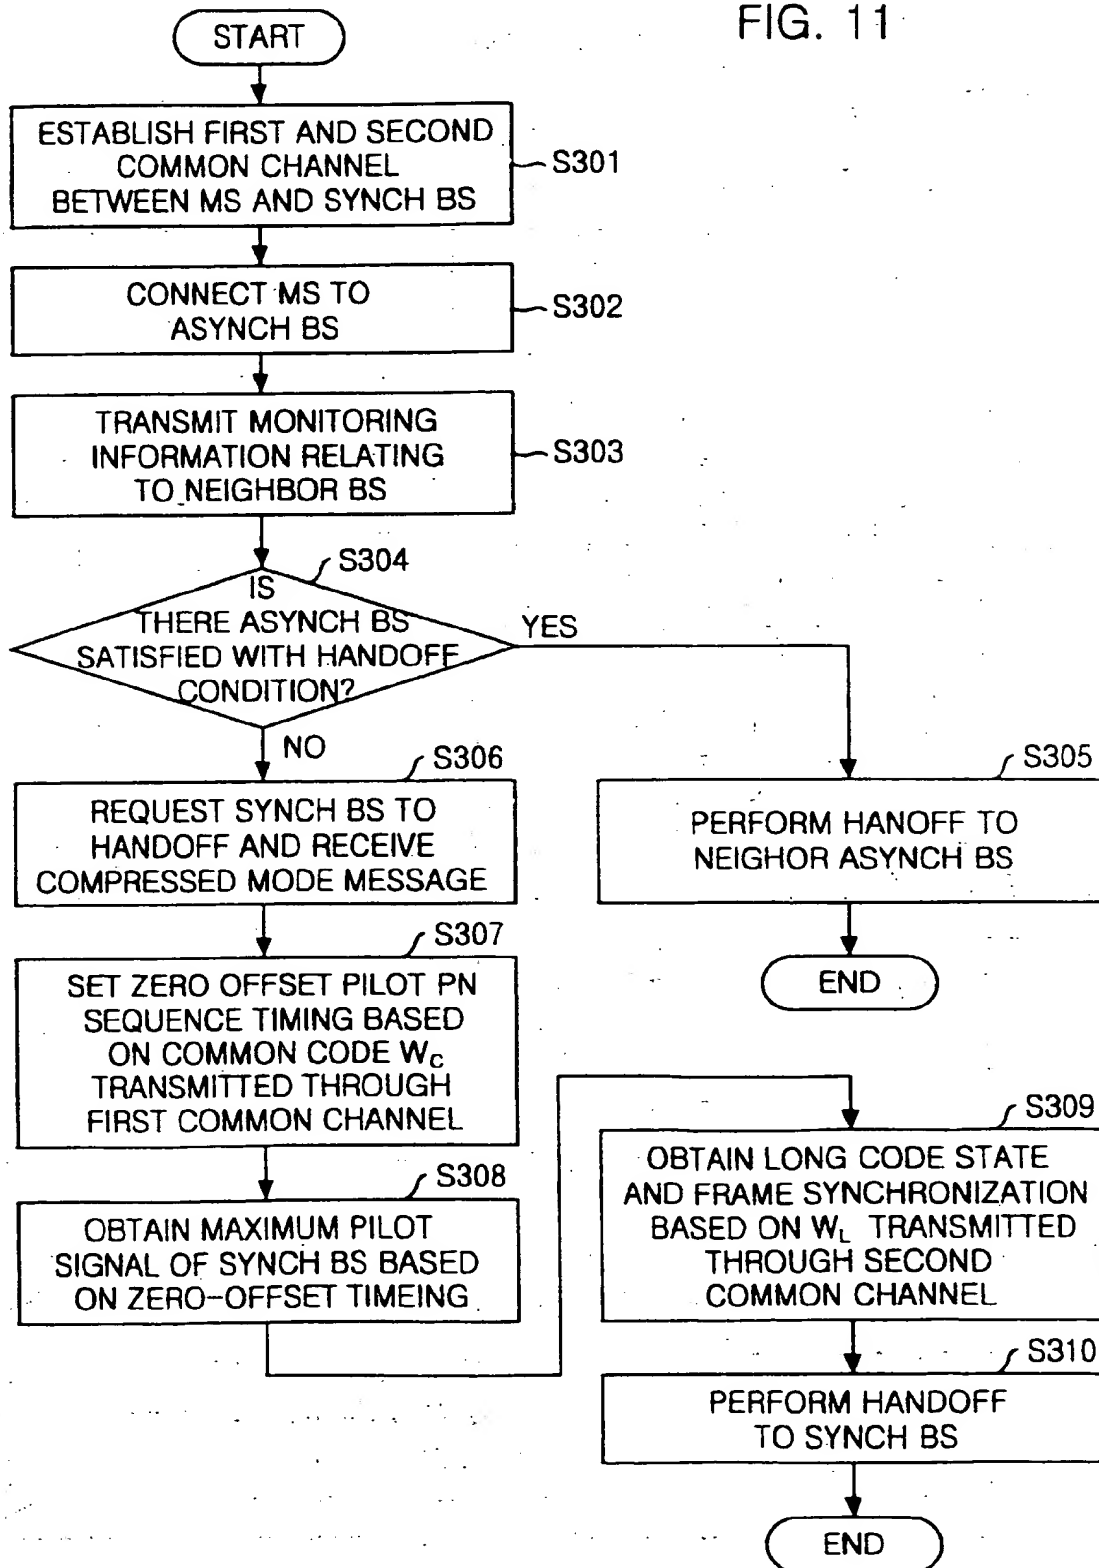 FIG. 11
START
ESTABLISH FIRST AND SECOND
COMMON CHANNEL
BETWEEN MS AND SYNCH BS
S301
CONNECT MS TO
ASYNCH BS
S302
TRANSMIT MONITORING
INFORMATION RELATING
TO NEIGHBOR BS
S303
S304
IS
THERE ASYNCH BS
SATISFIED WITH HANDOFF
CONDITION?
YES
NO
S305
PERFORM HANOFF TO
NEIGHOR ASYNCH BS
END
S306
REQUEST SYNCH BS TO
HANDOFF AND RECEIVE
COMPRESSED MODE MESSAGE
S307
SET ZERO OFFSET PILOT PN
SEQUENCE TIMING BASED
ON COMMON CODE WC
TRANSMITTED THROUGH
FIRST COMMON CHANNEL
S308
OBTAIN MAXIMUM PILOT
SIGNAL OF SYNCH BS BASED
ON ZERO-OFFSET TIMEING
S309
OBTAIN LONG CODE STATE
AND FRAME SYNCHRONIZATION
BASED ON WL TRANSMITTED
THROUGH SECOND
COMMON CHANNEL
S310
PERFORM HANDOFF
TO SYNCH BS
END